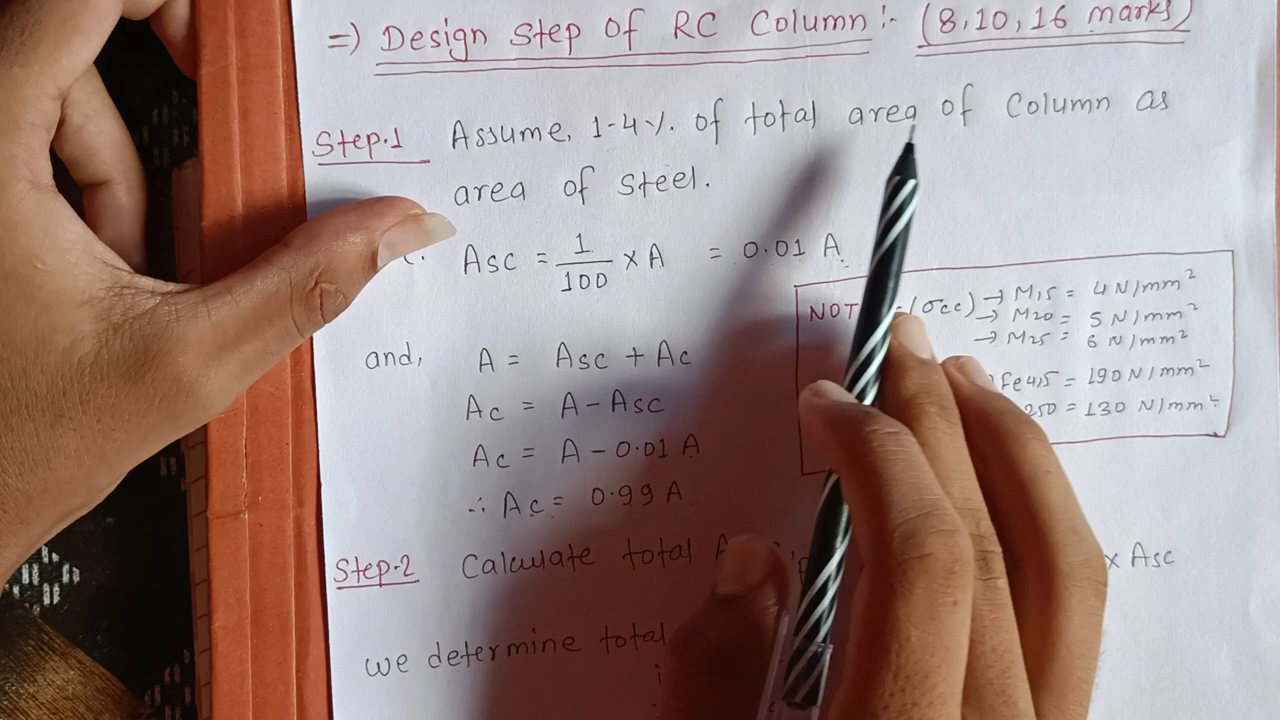 =) Design Step Of RC Column :- (8,10,16 marks)
Step.1 Assume, 1-4 %. of total area of Column as
area of Steel.
Asc = 1/100 x A = 0.01 A
NOT (σcc) → M15 = 4 N/mm²
→ M20 = 5 N/mm²
→ M25 = 6 N/mm²
Fe415 = 190 N/mm²
250 = 130 N/mm²
and, A = Asc + Ac
Ac = A - Asc
Ac = A - 0.01 A
∴ Ac = 0.99 A
Step.2 Calculate total x Asc
we determine total